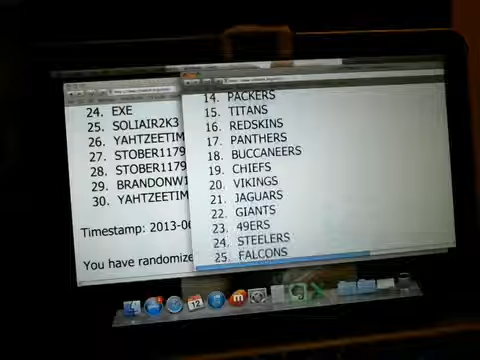 24. EXE
25. SOLIAIR2K3
26. YAHTZEETIM
27. STOBER1179
28. STOBER1179
29. BRANDONW1
30. YAHTZEETIM
Timestamp: 2013-06
You have randomize
14. PACKERS
15. TITANS
16. REDSKINS
17. PANTHERS
18. BUCCANEERS
19. CHIEFS
20. VIKINGS
21. JAGUARS
22. GIANTS
23. 49ERS
24. STEELERS
25. FALCONS
12